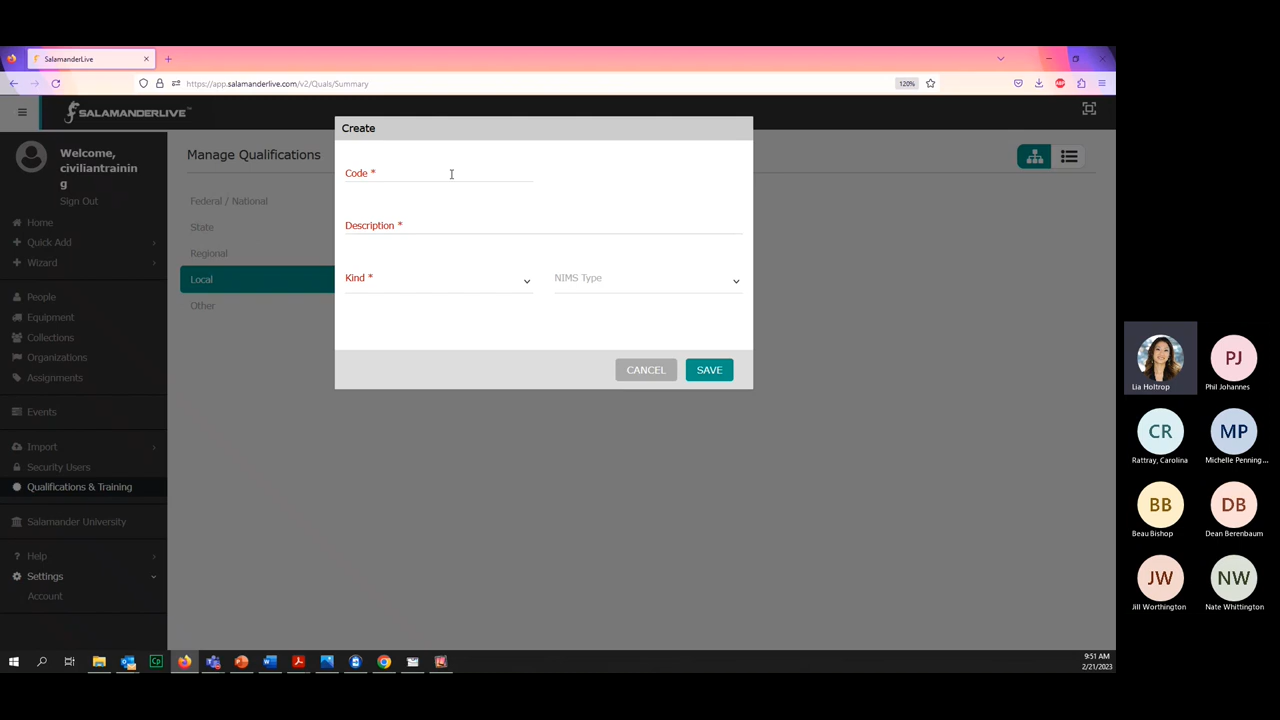 SalamanderLive
https://app.salamanderlive.com/v2/Quals/Summary
120%
SALAMANDERLIVE™
Welcome,
civiliantrainin
g
Sign Out
Home
Quick Add
Wizard
People
Equipment
Collections
Organizations
Assignments
Events
Import
Security Users
Qualifications & Training
Salamander University
Help
Settings
Account
Manage Qualifications
Federal / National
State
Regional
Local
Other
Create
Code *
Description *
Kind *
NIMS Type
CANCEL
SAVE
Lia Holtrop
PJ
Phil Johannes
CR
Rattray, Carolina
MP
Michelle Penning...
BB
Beau Bishop
DB
Dean Berenbaum
JW
Jill Worthington
NW
Nate Whittington
9:51 AM
2/21/2023